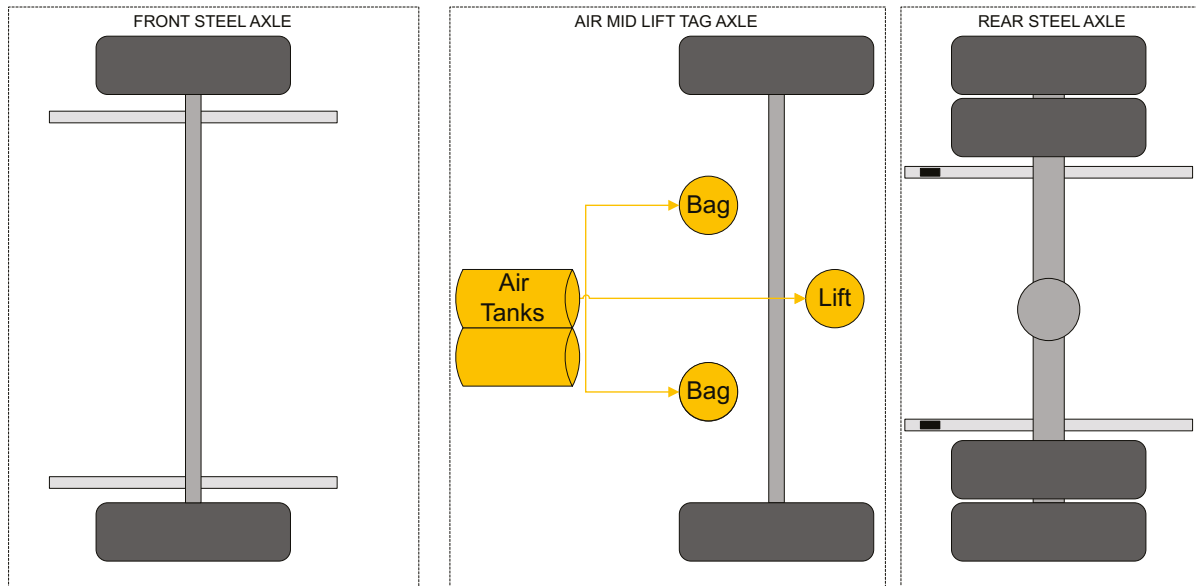 FRONT STEEL AXLE
AIR MID LIFT TAG AXLE
REAR STEEL AXLE
Bag
Air
Tanks
Lift
Bag